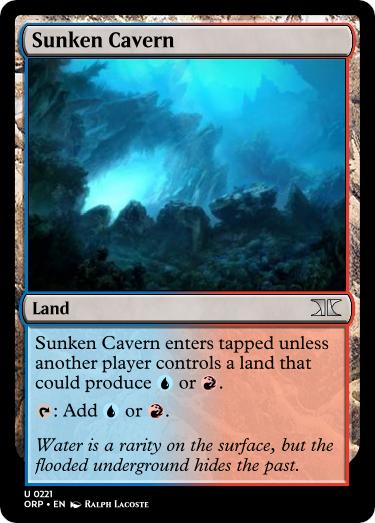 Sunken Cavern
Land
Sunken Cavern enters tapped unless
another player controls a land that
could produce or .
: Add or .
Water is a rarity on the surface, but the
flooded underground hides the past.
U 0221
ORP • EN Ralph Lacoste